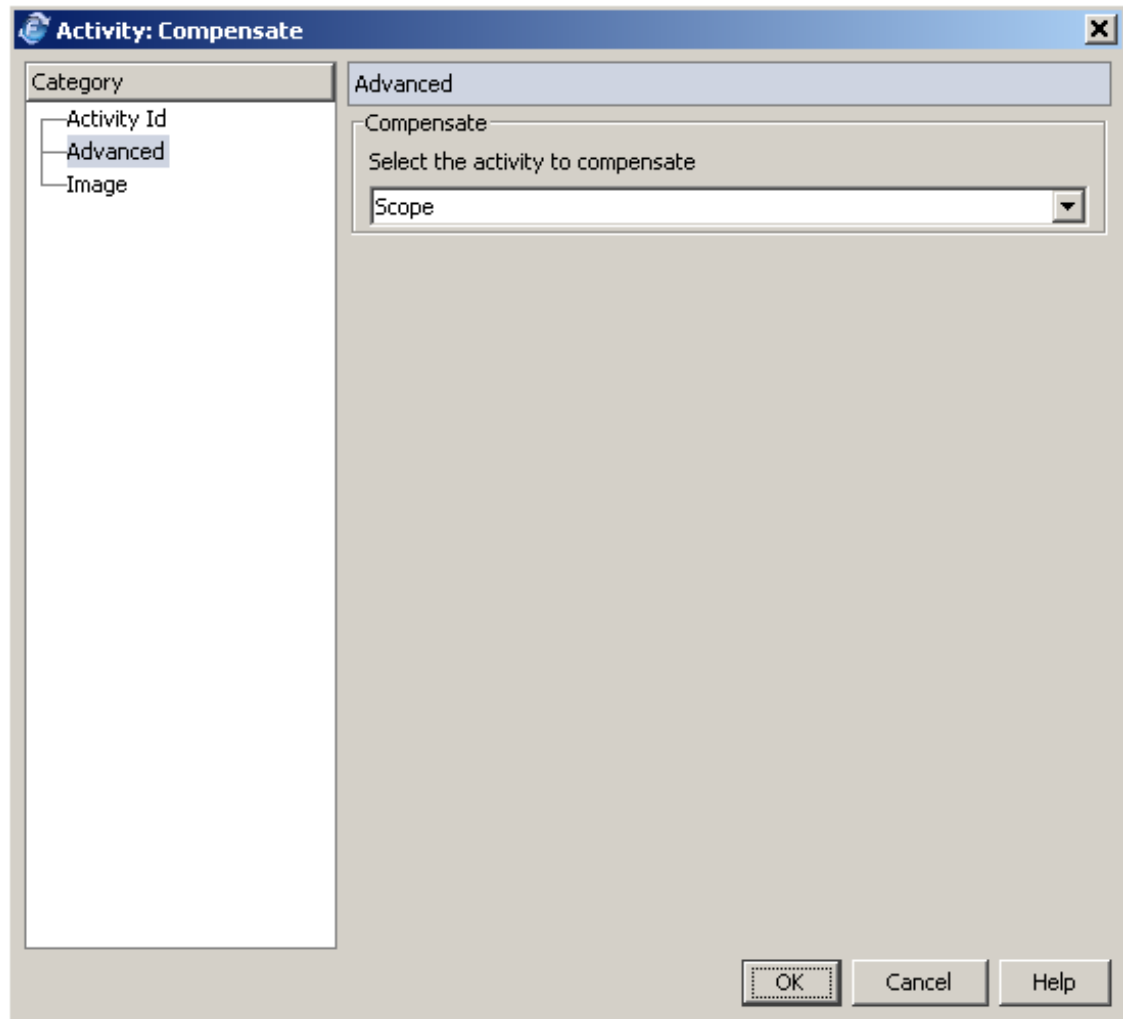 Activity: Compensate
Category
Activity Id
Advanced
Image
Advanced
Compensate
Select the activity to compensate
Scope
OK
Cancel
Help